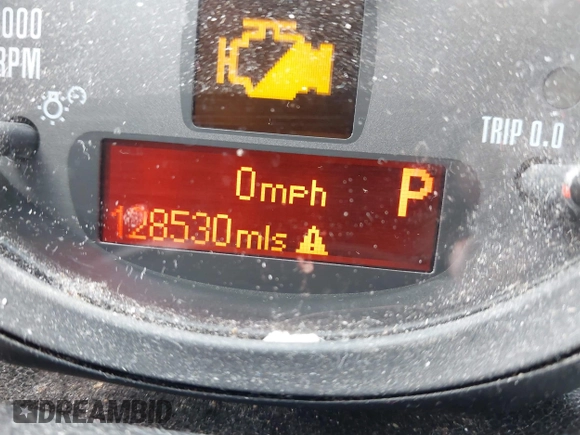 000
RPM
TRIP 0.0
0mph P
128530mls
DREAMBID